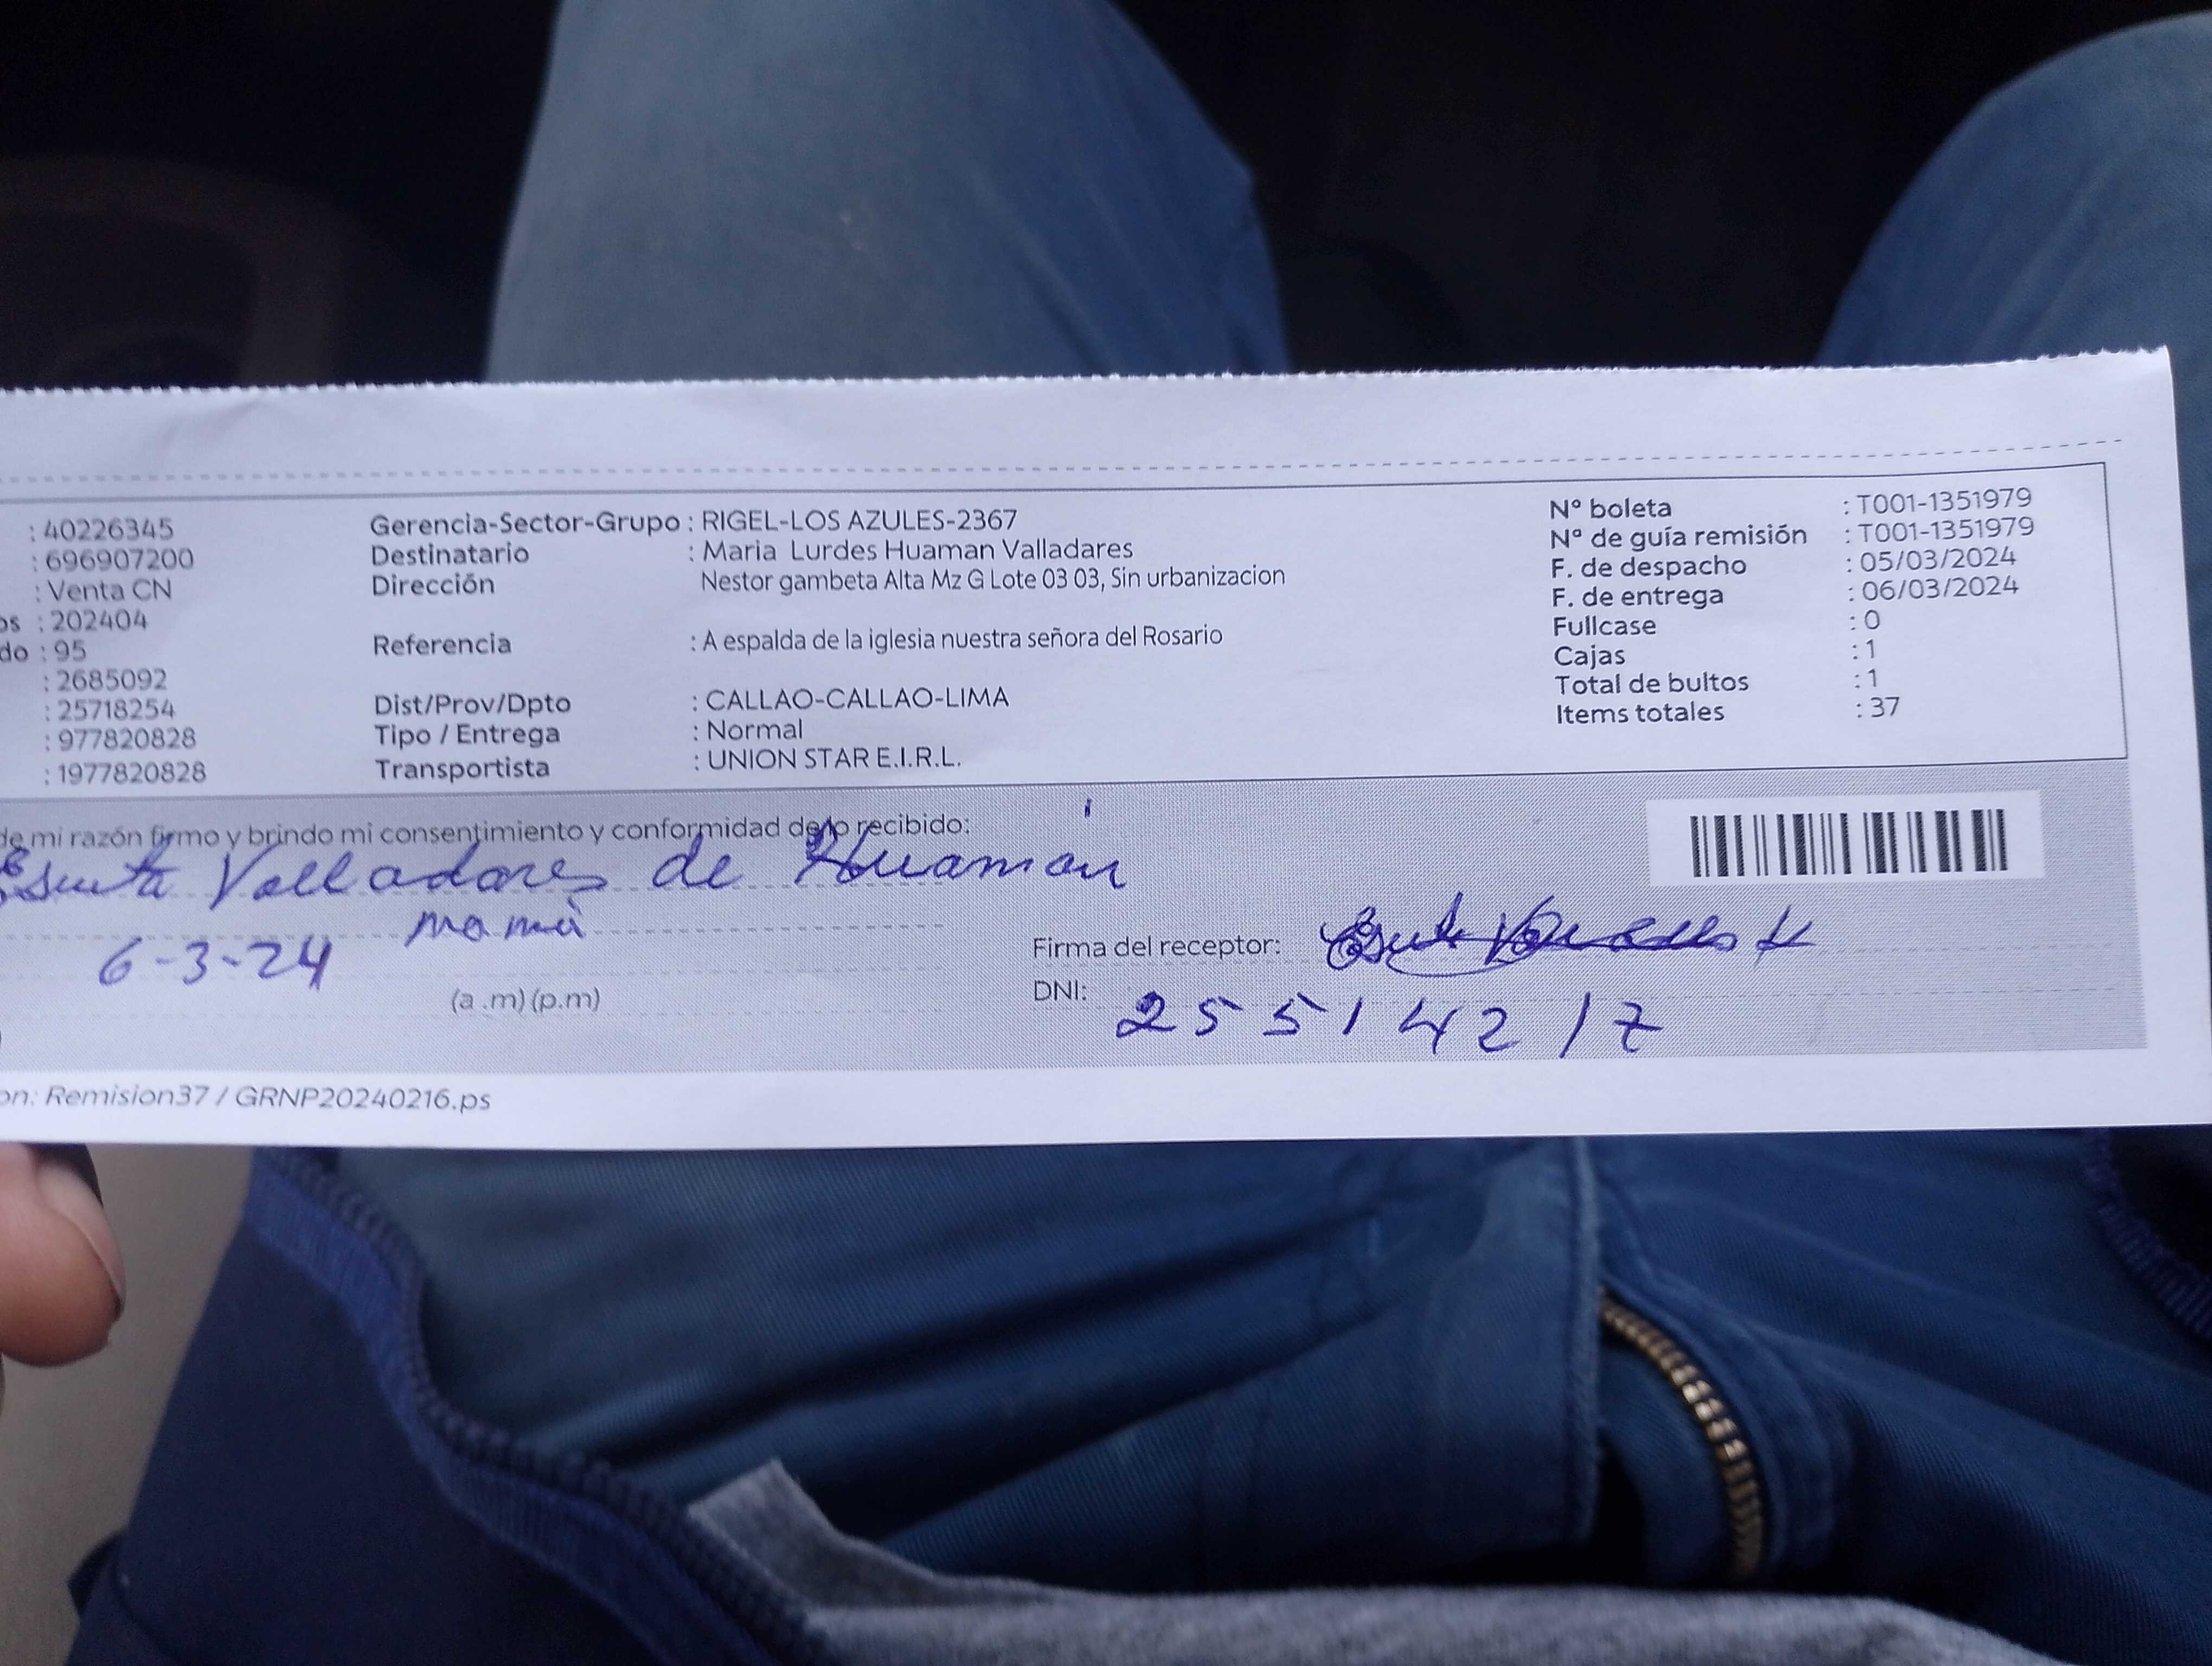 : 40226345 Gerencia-Sector-Grupo : RIGEL-LOS AZULES-2367 Nº boleta : T001-1351979
: 696907200 Destinatario : Maria Lurdes Huaman Valladares Nº de guía remisión : T001-1351979
: Venta CN Dirección Nestor gambeta Alta Mz G Lote 03 03, Sin urbanizacion F. de despacho : 05/03/2024
os : 202404 F. de entrega : 06/03/2024
do : 95 Referencia : A espalda de la iglesia nuestra señora del Rosario Fullcase : 0
: 2685092 Cajas : 1
: 25718254 Dist/Prov/Dpto : CALLAO-CALLAO-LIMA Total de bultos : 1
: 977820828 Tipo / Entrega : Normal Items totales : 37
: 1977820828 Transportista : UNION STAR E.I.R.L.
de mi razón firmo y brindo mi consentimiento y conformidad de lo recibido:
Valladares de Huamán
mamà
6-3-24
(a .m) (p.m)
Firma del receptor:
DNI: 25514217
on: Remision37 / GRNP20240216.ps